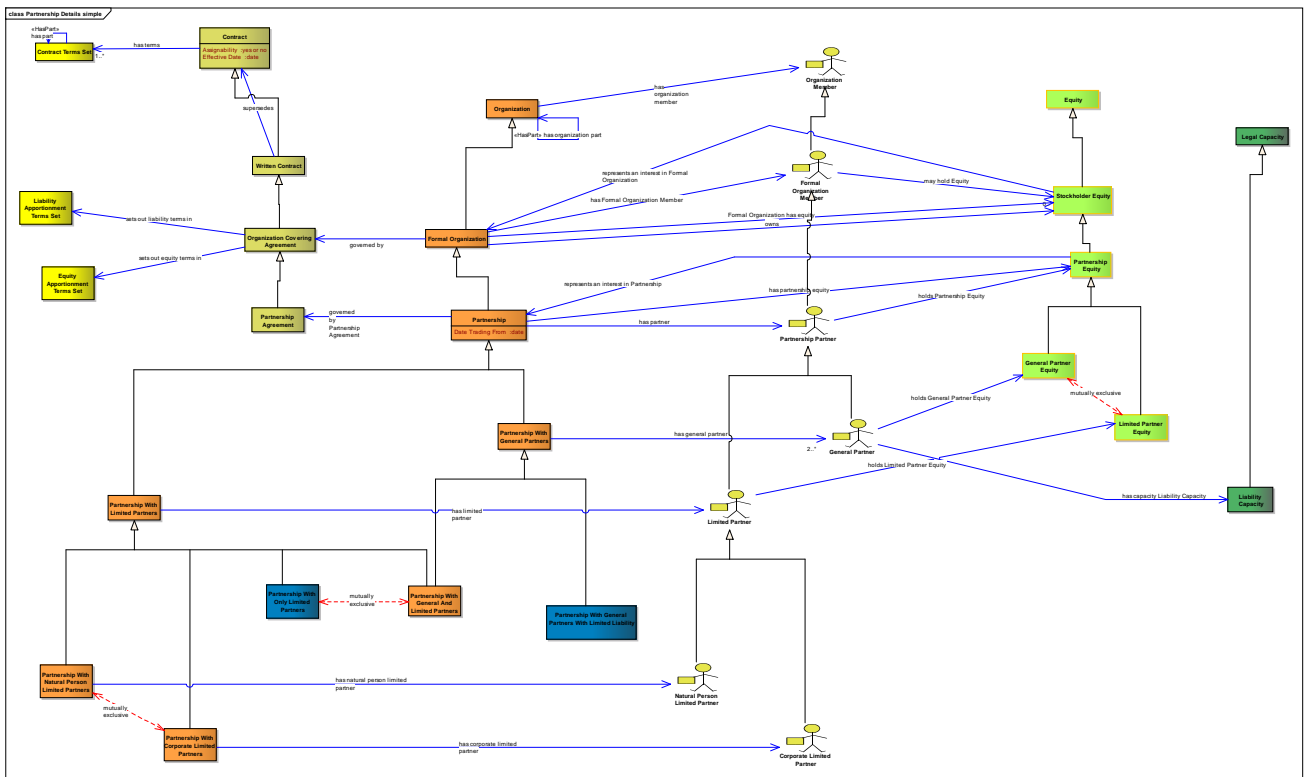 class Partnership Details simple
«HasPart»
has part
Contract Terms Set
1..*
has terms
Contract
Assignability :yes or no
Effective Date :date
supersedes
Written Contract
Organization
has
organization
member
«HasPart» has organization part
Organization
Member
Equity
Legal Capacity
Liability
Apportionment
Terms Set
sets out liability terms in
Organization Covering
Agreement
governed by
Formal Organization
represents an interest in Formal
Organization
has Formal Organization Member
Formal
Organization
Member
may hold Equity
Stockholder Equity
Formal Organization has equity
owns
Equity
Apportionment
Terms Set
sets out equity terms in
Partnership
Equity
represents an interest in Partnership
has partnership equity
holds Partnership Equity
Partnership
Agreement
governed
by
Partnership
Agreement
Partnership
Date Trading From :date
has partner
Partnership Partner
General Partner
Equity
mutually exclusive
holds General Partner Equity
Limited Partner
Equity
Partnership With
General Partners
has general partner
2..*
General Partner
holds Limited Partner Equity
has capacity Liability Capacity
Liability
Capacity
Partnership With
Limited Partners
has limited
partner
Limited Partner
Partnership With
Only Limited
Partners
mutually
exclusive
Partnership With
General And
Limited Partners
Partnership With General
Partners With Limited Liability
Partnership With
Natural Person
Limited Partners
has natural person limited
partner
Natural Person
Limited Partner
mutually
exclusive
Partnership With
Corporate Limited
Partners
has corporate limited
partner
Corporate Limited
Partner